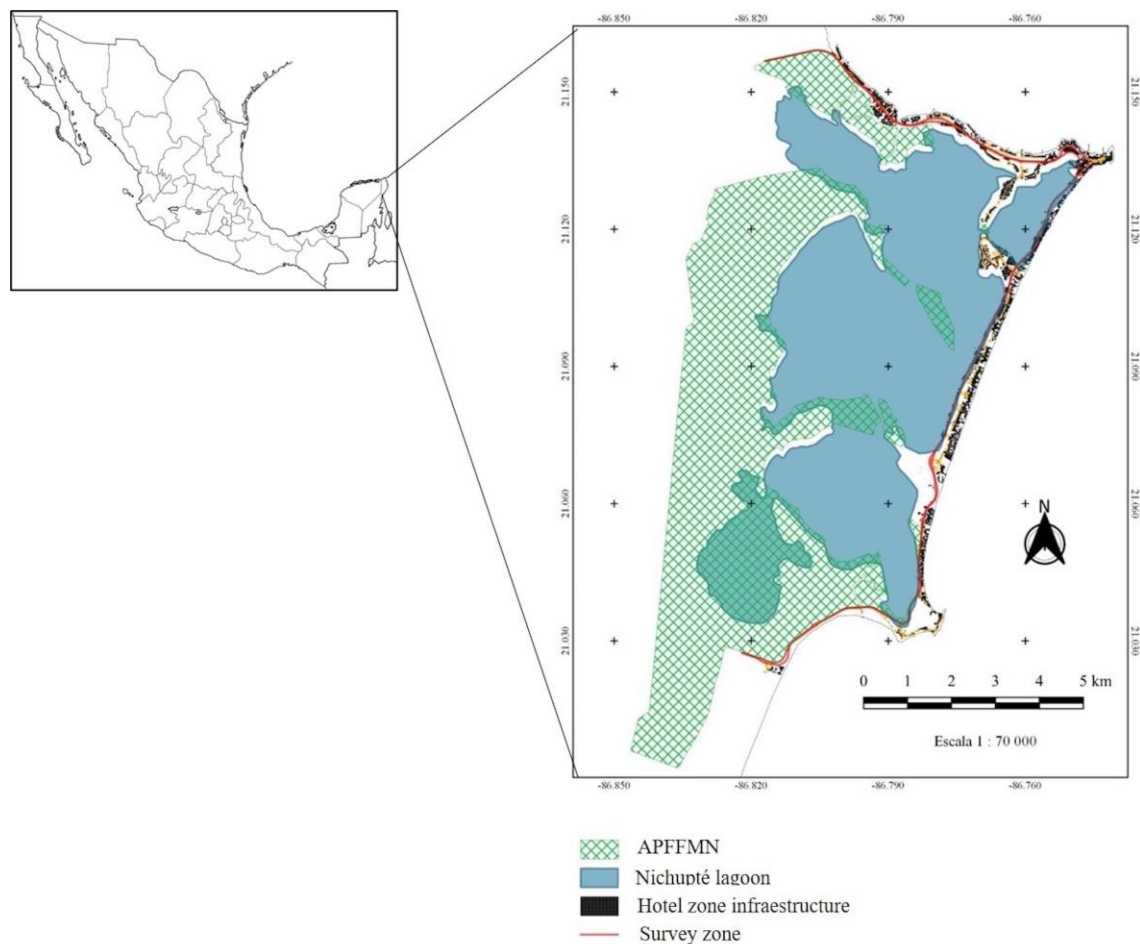 -86.850 -86.820 -86.790 -86.760
21.150 21.150
21.120 21.120
21.090 21.090
21.060 21.060
N
21.030 21.030
0 1 2 3 4 5 km
Escala 1 : 70 000
-86.850 -86.820 -86.790 -86.760
APFFMN
Nichupté lagoon
Hotel zone infraestructure
Survey zone